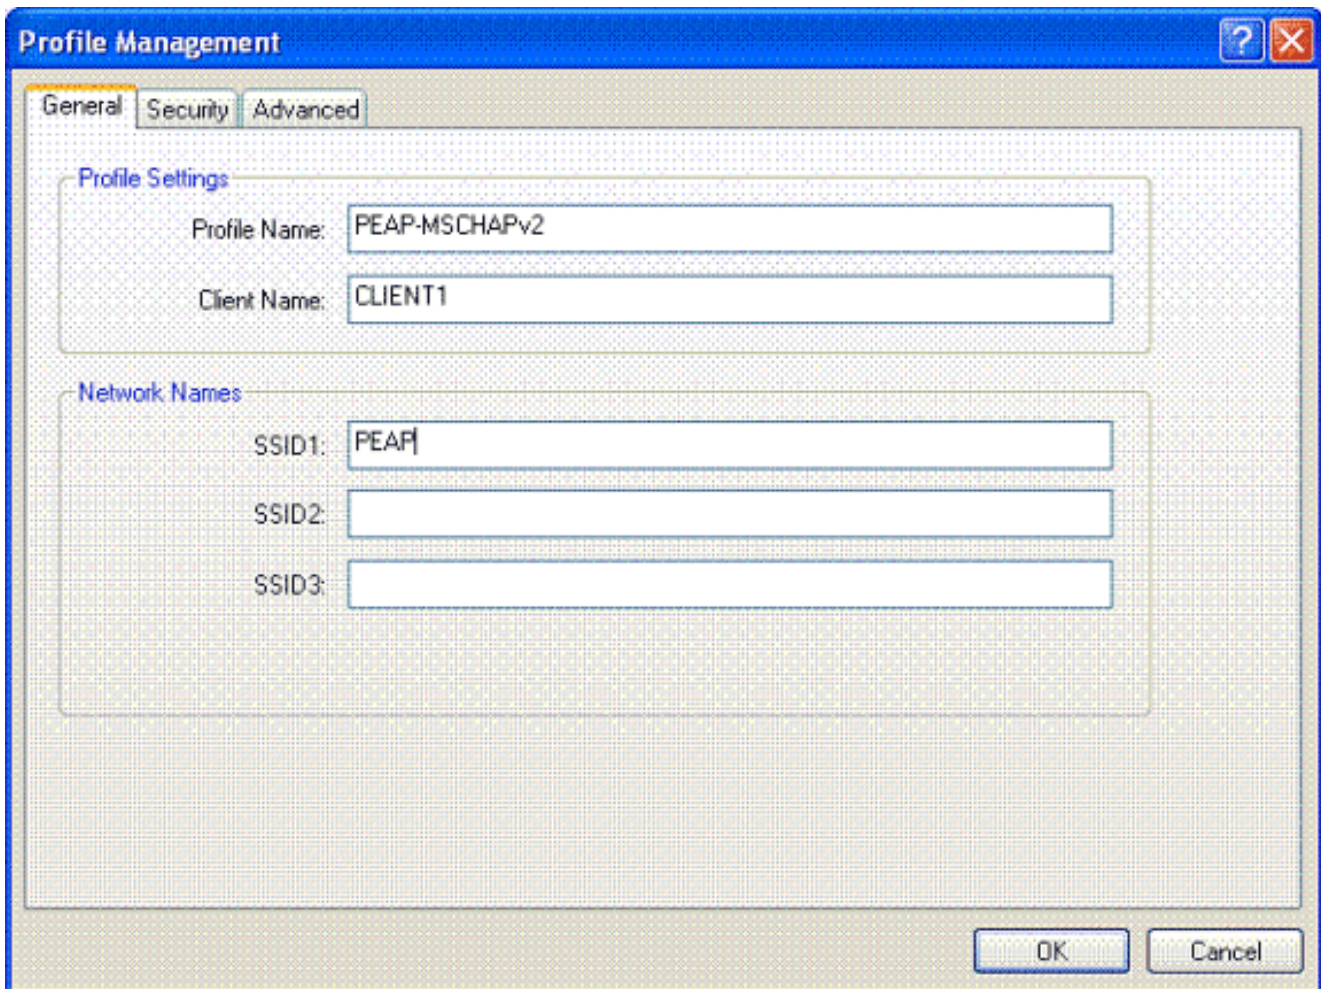 Profile Management
General Security Advanced
Profile Settings
Profile Name: PEAP-MSCHAPv2
Client Name: CLIENT1
Network Names
SSID1: PEAP
SSID2:
SSID3:
OK Cancel